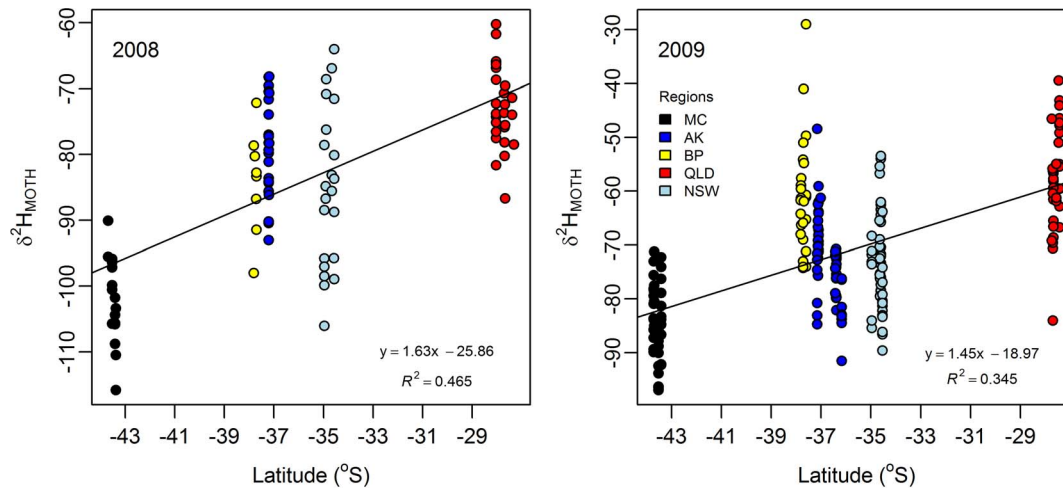 2008
-60
-70
-80
-90
-100
-110
δ²H_MOTH
y = 1.63x − 25.86
R² = 0.465
-43 -41 -39 -37 -35 -33 -31 -29
Latitude (°S)
2009
-30
-40
-50
-60
-70
-80
-90
δ²H_MOTH
Regions
MC
AK
BP
QLD
NSW
y = 1.45x − 18.97
R² = 0.345
-43 -41 -39 -37 -35 -33 -31 -29
Latitude (°S)